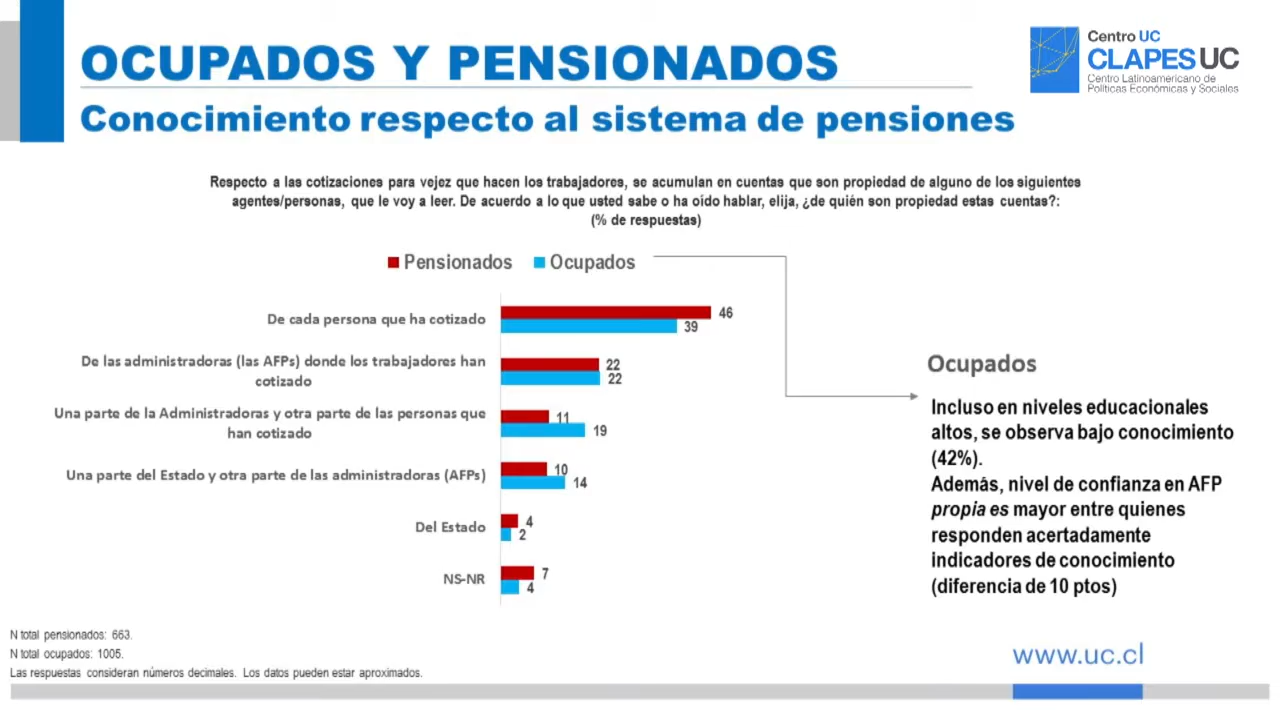 OCUPADOS Y PENSIONADOS
Conocimiento respecto al sistema de pensiones
Centro UC
CLAPES UC
Centro Latinoamericano de
Políticas Económicas y Sociales
Respecto a las cotizaciones para vejez que hacen los trabajadores, se acumulan en cuentas que son propiedad de alguno de los siguientes
agentes/personas, que le voy a leer. De acuerdo a lo que usted sabe o ha oído hablar, elija, ¿de quién son propiedad estas cuentas?:
(% de respuestas)
Pensionados Ocupados
De cada persona que ha cotizado
46
39
De las administradoras (las AFPs) donde los trabajadores han
cotizado
22
22
Una parte de la Administradoras y otra parte de las personas que
han cotizado
11
19
Una parte del Estado y otra parte de las administradoras (AFPs)
10
14
Del Estado
4
2
NS-NR
7
4
Ocupados
Incluso en niveles educacionales
altos, se observa bajo conocimiento
(42%).
Además, nivel de confianza en AFP
propia es mayor entre quienes
responden acertadamente
indicadores de conocimiento
(diferencia de 10 ptos)
N total pensionados: 663.
N total ocupados: 1005.
Las respuestas consideran números decimales. Los datos pueden estar aproximados.
www.uc.cl